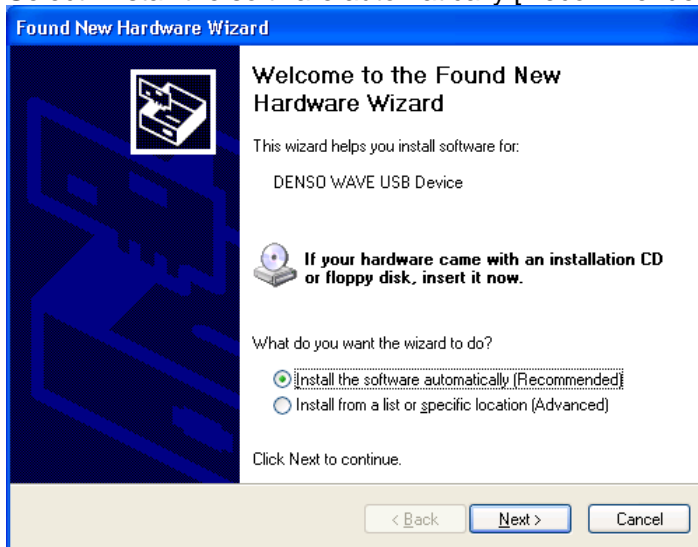 Found New Hardware Wizard
Welcome to the Found New
Hardware Wizard
This wizard helps you install software for:
DENSO WAVE USB Device
If your hardware came with an installation CD
or floppy disk, insert it now.
What do you want the wizard to do?
Install the software automatically (Recommended)
Install from a list or specific location (Advanced)
Click Next to continue.
< Back
Next >
Cancel